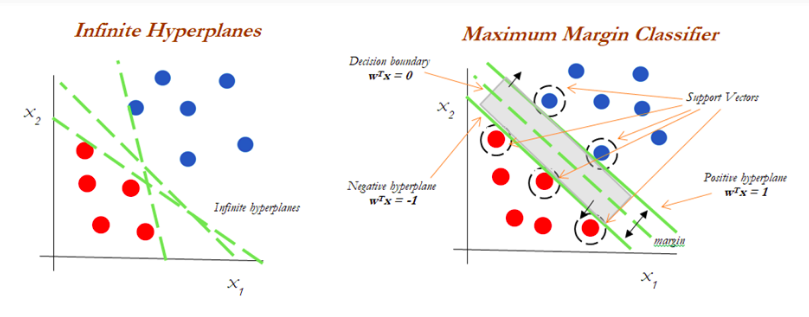 Infinite Hyperplanes
X2
Infinite hyperplanes
X1
Maximum Margin Classifier
Decision boundary
wTx = 0
X2
Support Vectors
Negative hyperplane
wTx = -1
Positive hyperplane
wTx = 1
margin
X1